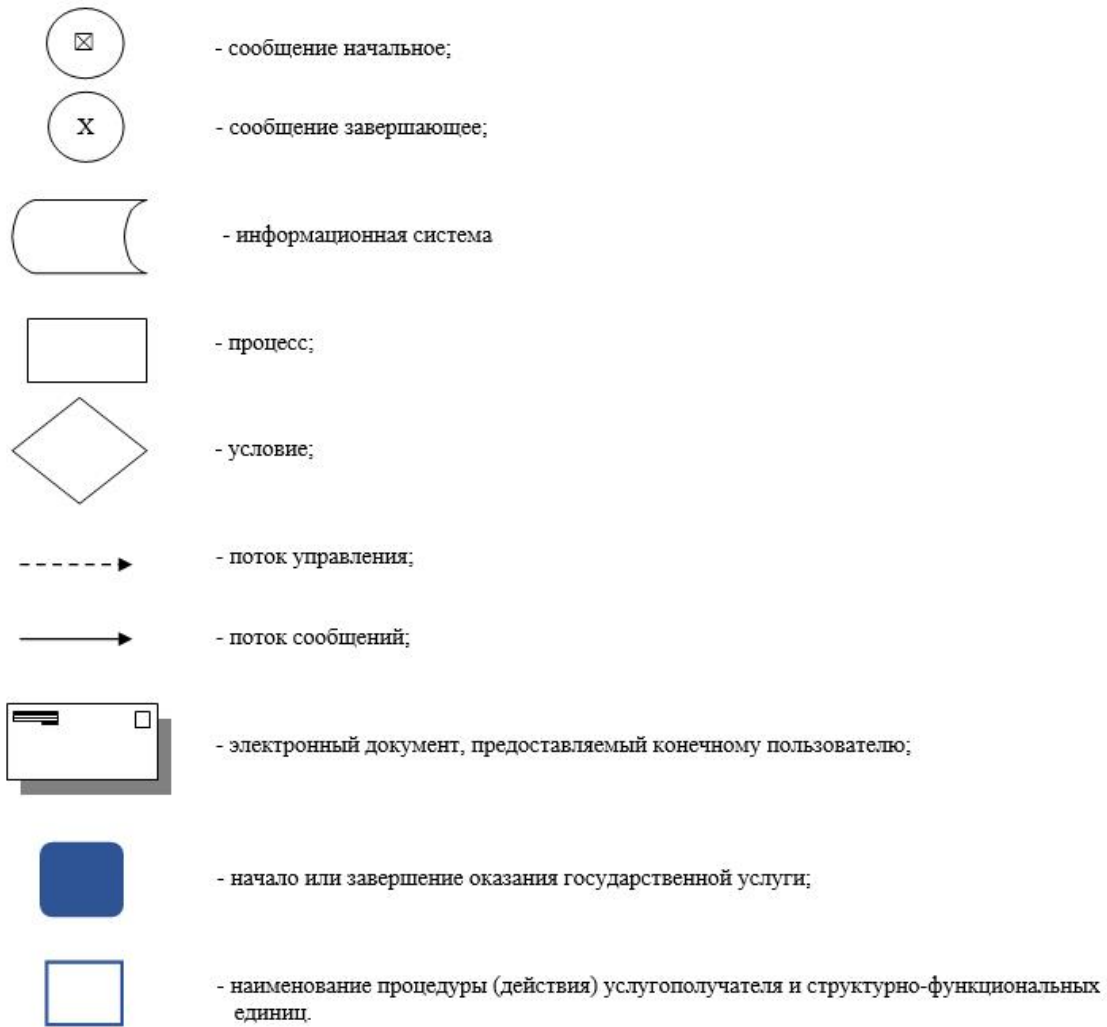 - сообщение начальное;
X - сообщение завершающее;
- информационная система
- процесс;
- условие;
- поток управления;
- поток сообщений;
- электронный документ, предоставляемый конечному пользователю;
- начало или завершение оказания государственной услуги;
- наименование процедуры (действия) услугополучателя и структурно-функциональных
единиц.